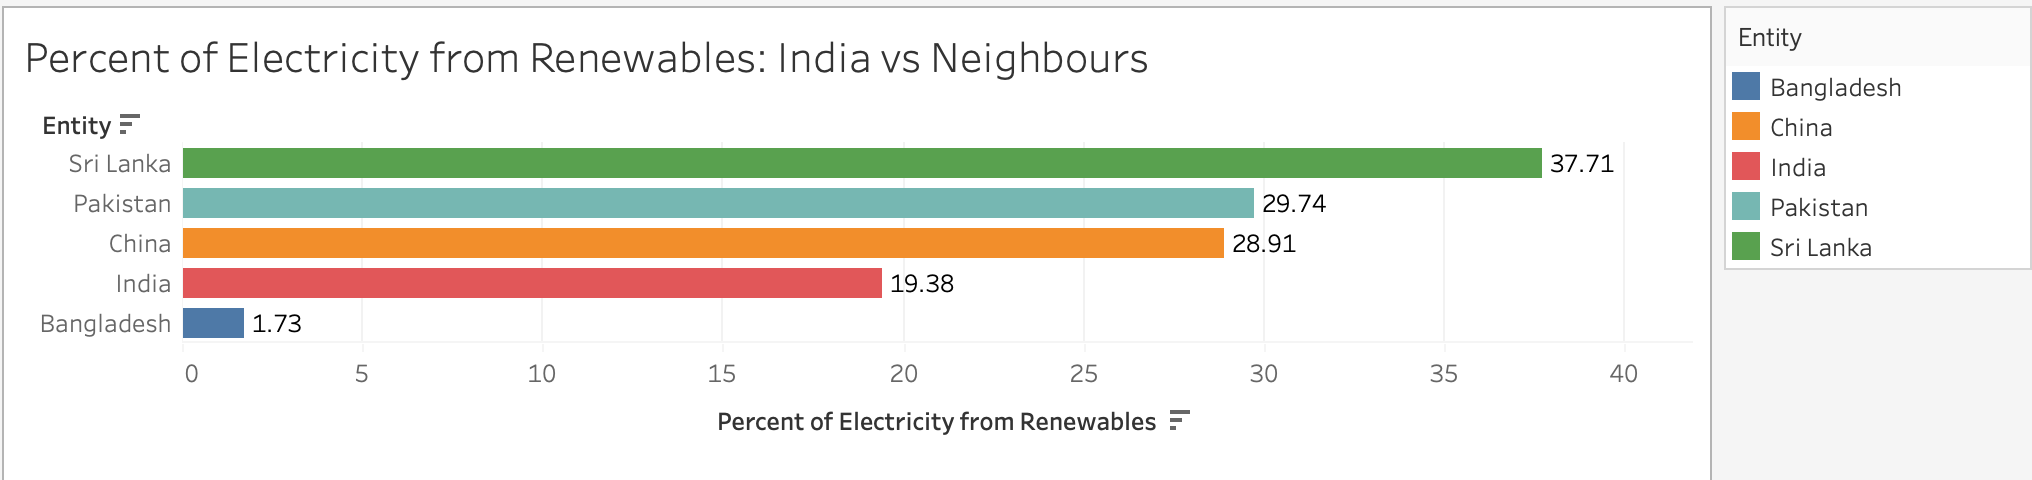 Percent of Electricity from Renewables: India vs Neighbours
Entity
Sri Lanka 37.71
Pakistan 29.74
China 28.91
India 19.38
Bangladesh 1.73
0 5 10 15 20 25 30 35 40
Percent of Electricity from Renewables
Entity
Bangladesh
China
India
Pakistan
Sri Lanka